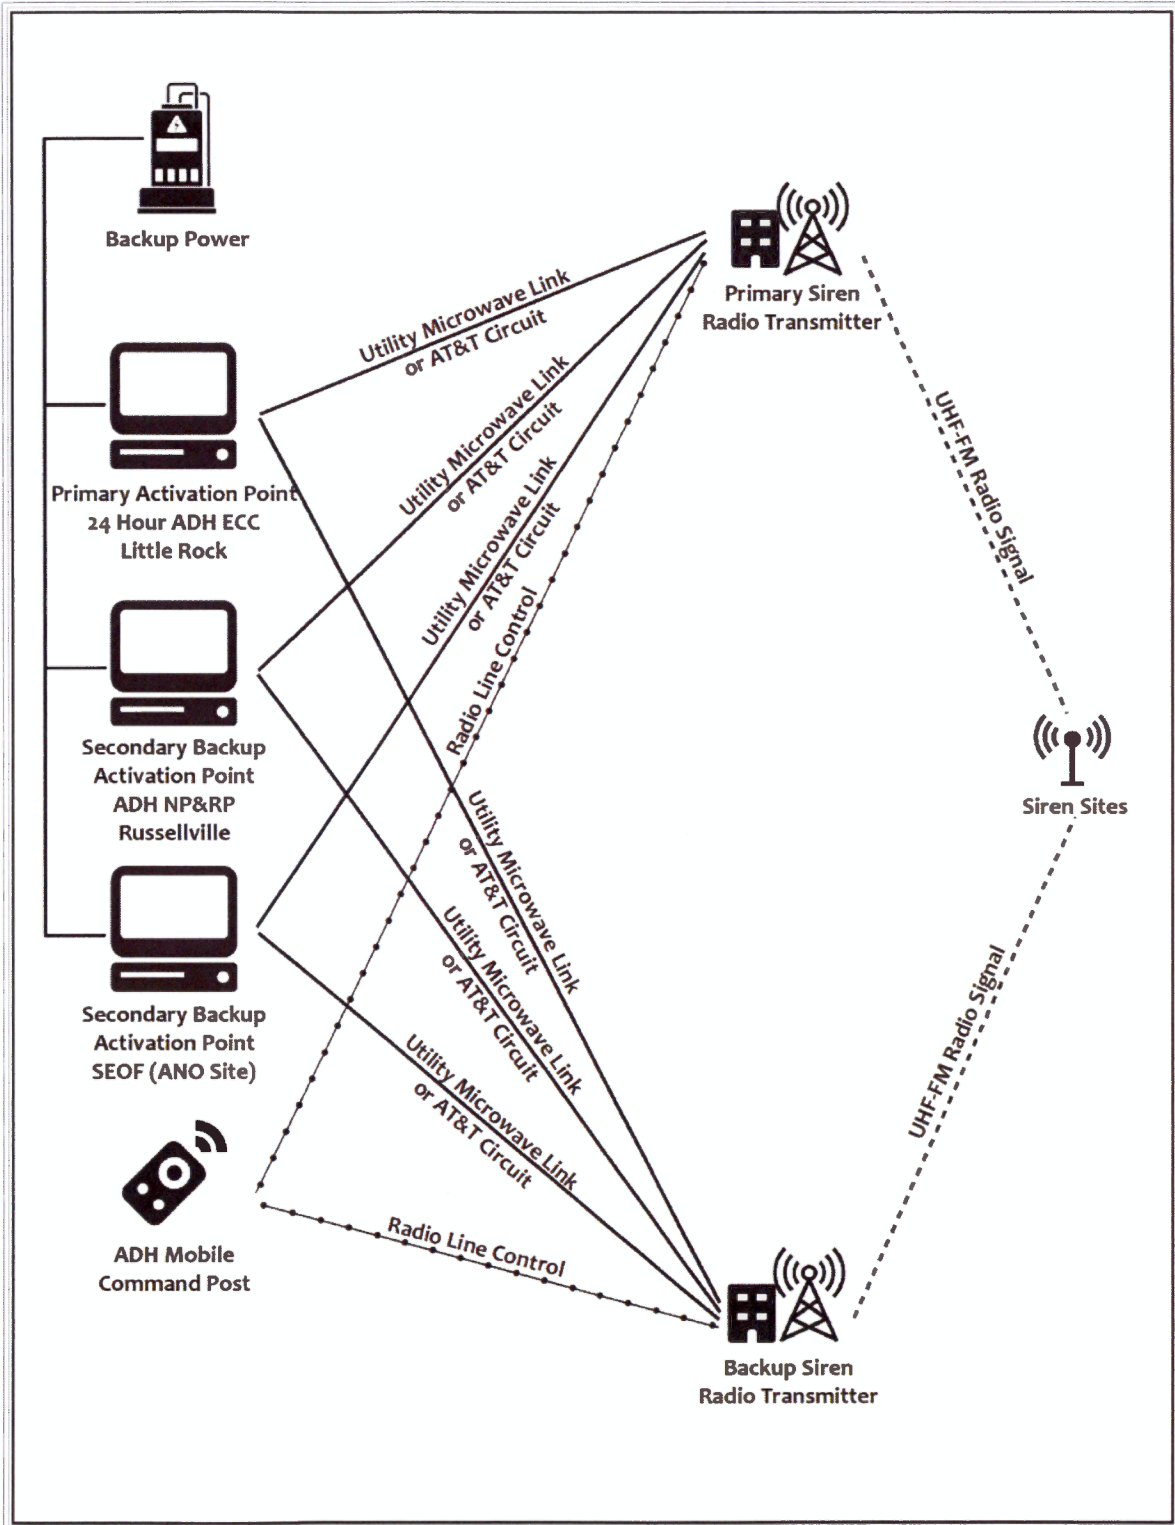 Backup Power
Primary Siren
Radio Transmitter
Utility Microwave Link
or AT&T Circuit
Utility Microwave Link
or AT&T Circuit
Utility Microwave Link
or AT&T Circuit
Radio Line Control
UHF-FM Radio Signal
Primary Activation Point
24 Hour ADH ECC
Little Rock
Secondary Backup
Activation Point
ADH NP&RP
Russellville
Siren Sites
Utility Microwave Link
or AT&T Circuit
Utility Microwave Link
or AT&T Circuit
Utility Microwave Link
or AT&T Circuit
UHF-FM Radio Signal
Secondary Backup
Activation Point
SEOF (ANO Site)
ADH Mobile
Command Post
Radio Line Control
Backup Siren
Radio Transmitter